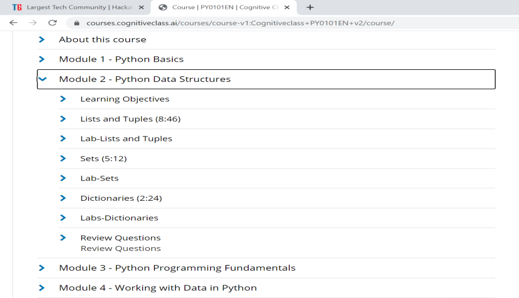 Largest Tech Community | Hacker
Course | PY0101EN | Cognitive C
courses.cognitiveclass.ai/courses/course-v1:Cognitiveclass+PY0101EN+v2/course/
About this course
Module 1 - Python Basics
Module 2 - Python Data Structures
Learning Objectives
Lists and Tuples (8:46)
Lab-Lists and Tuples
Sets (5:12)
Lab-Sets
Dictionaries (2:24)
Labs-Dictionaries
Review Questions
Review Questions
Module 3 - Python Programming Fundamentals
Module 4 - Working with Data in Python